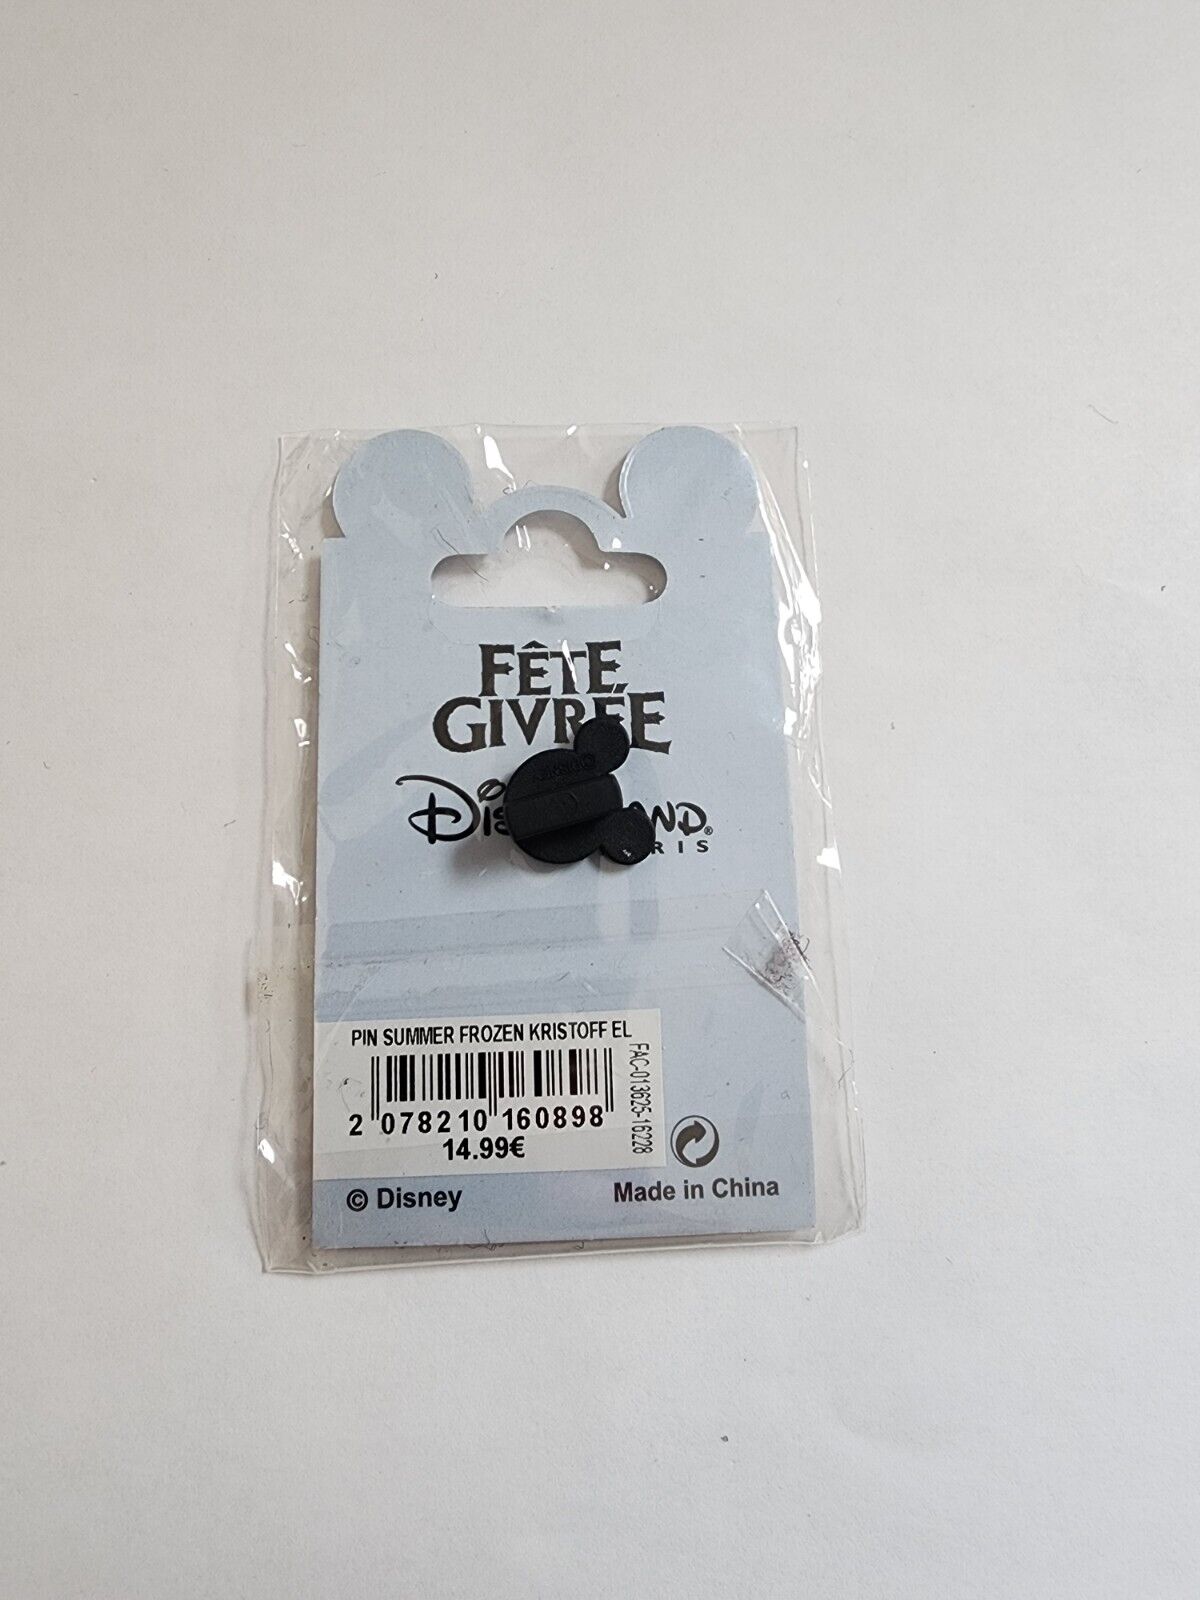 FÊTE
GIVRÉE
PIN SUMMER FROZEN KRISTOFF EL
FAC-013625-16228
2 078210 160898
14.99€
© Disney
Made in China